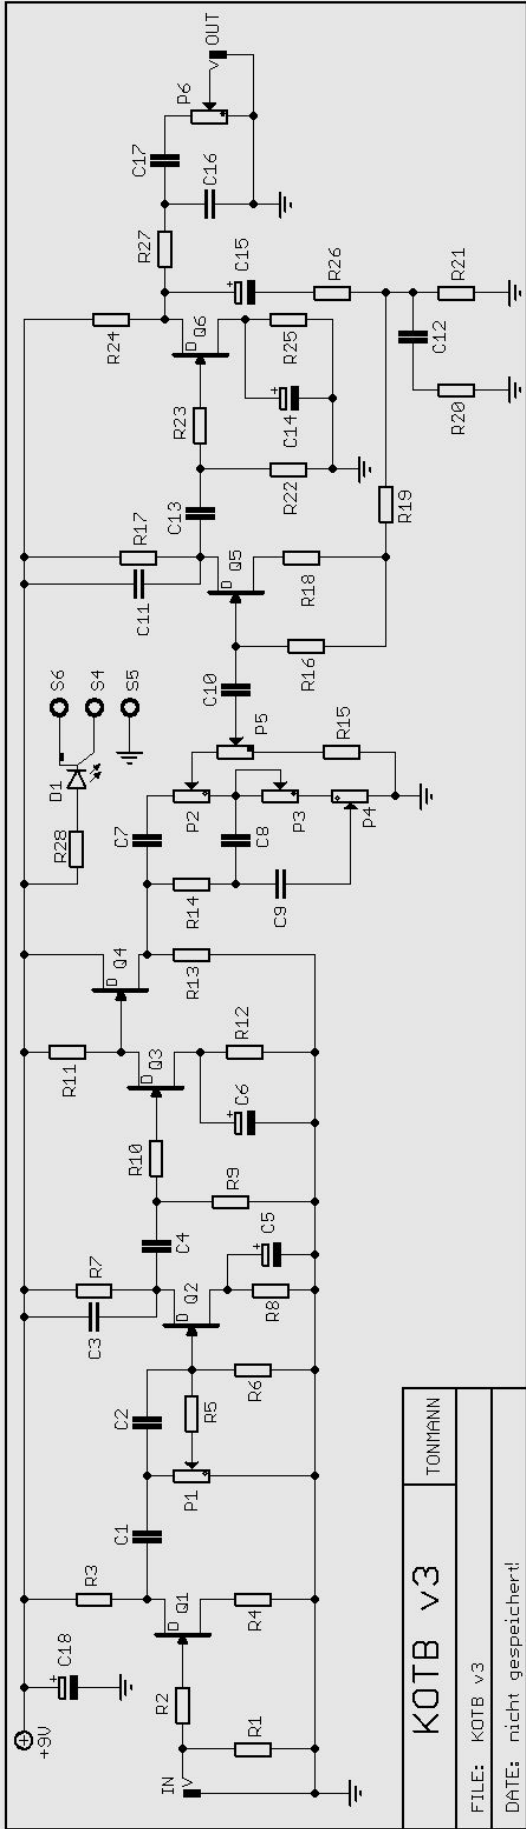 +9V
C18
IN
R1
R2
R3
Q1
D
R4
C1
P1
C2
R5
R6
C3
R7
Q2
D
R8
C5
C4
R9
R10
R11
Q3
D
C6
R12
Q4
D
R13
R28
D1
S6
S4
S5
C7
R14
P2
C8
C9
P3
P4
P5
R15
C10
R16
C11
R17
Q5
D
R18
R19
C13
R22
R23
R24
Q6
D
C14
R25
R27
C15
R26
C12
R20
R21
C17
C16
P6
OUT
KOTB v3
TONMANN
FILE: KOTB v3
DATE: nicht gespeichert!